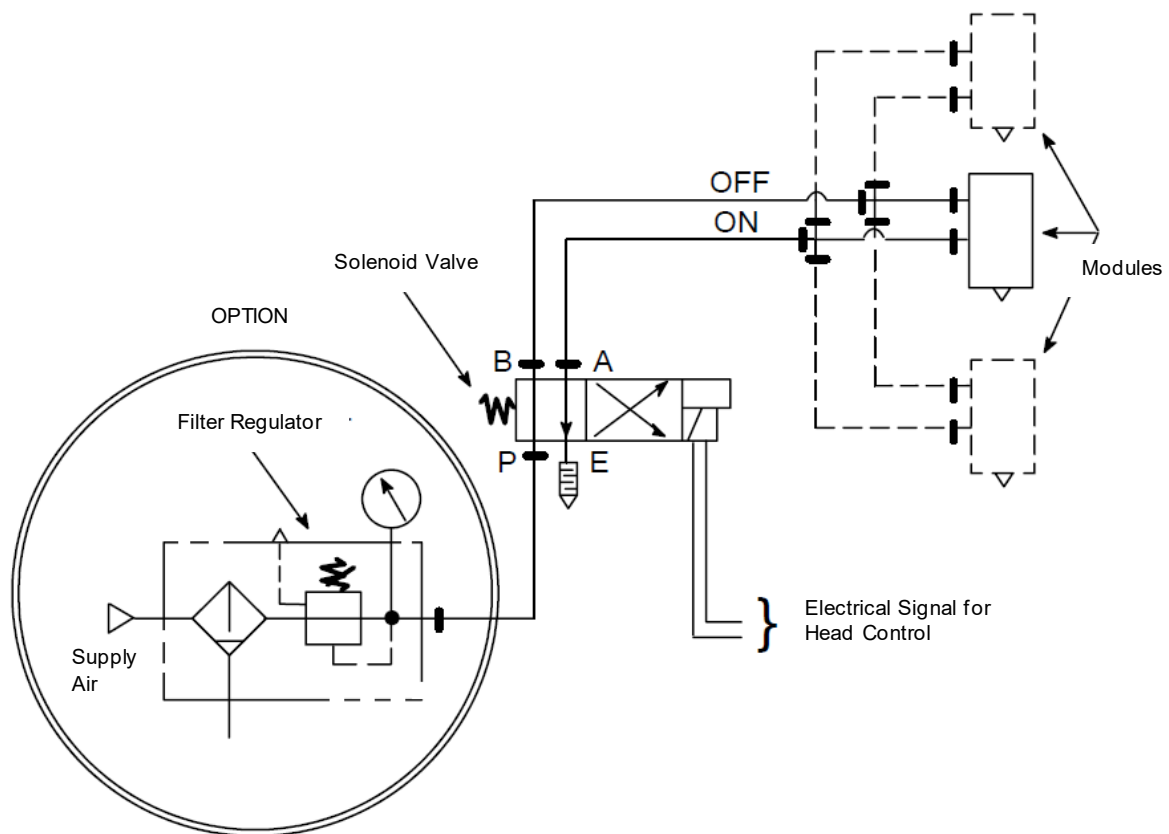 OFF
ON
Solenoid Valve
Modules
OPTION
B
A
Filter Regulator
P
E
Electrical Signal for
Head Control
Supply
Air